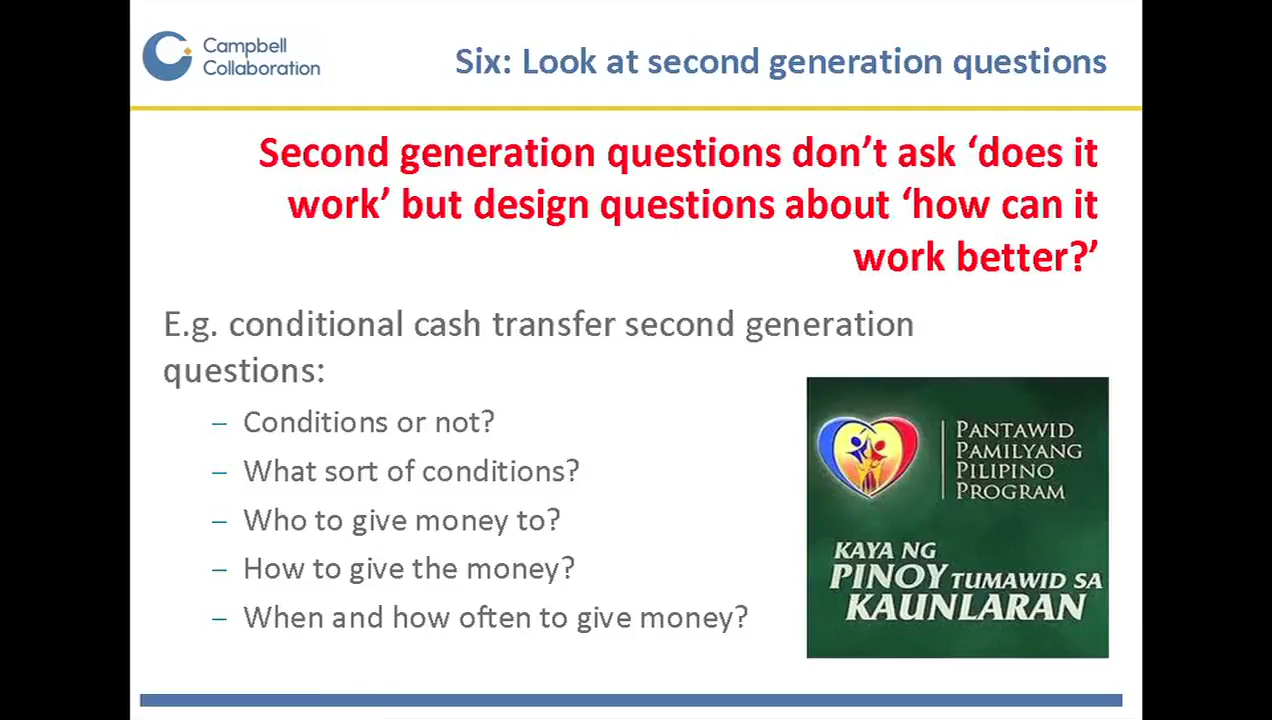 Campbell
Collaboration
Six: Look at second generation questions
Second generation questions don’t ask ‘does it
work’ but design questions about ‘how can it
work better?’
E.g. conditional cash transfer second generation
questions:
– Conditions or not?
– What sort of conditions?
– Who to give money to?
– How to give the money?
– When and how often to give money?
PANTAWID
PAMILYANG
PILIPINO
PROGRAM
KAYA NG
PINOY TUMAWID SA
KAUNLARAN